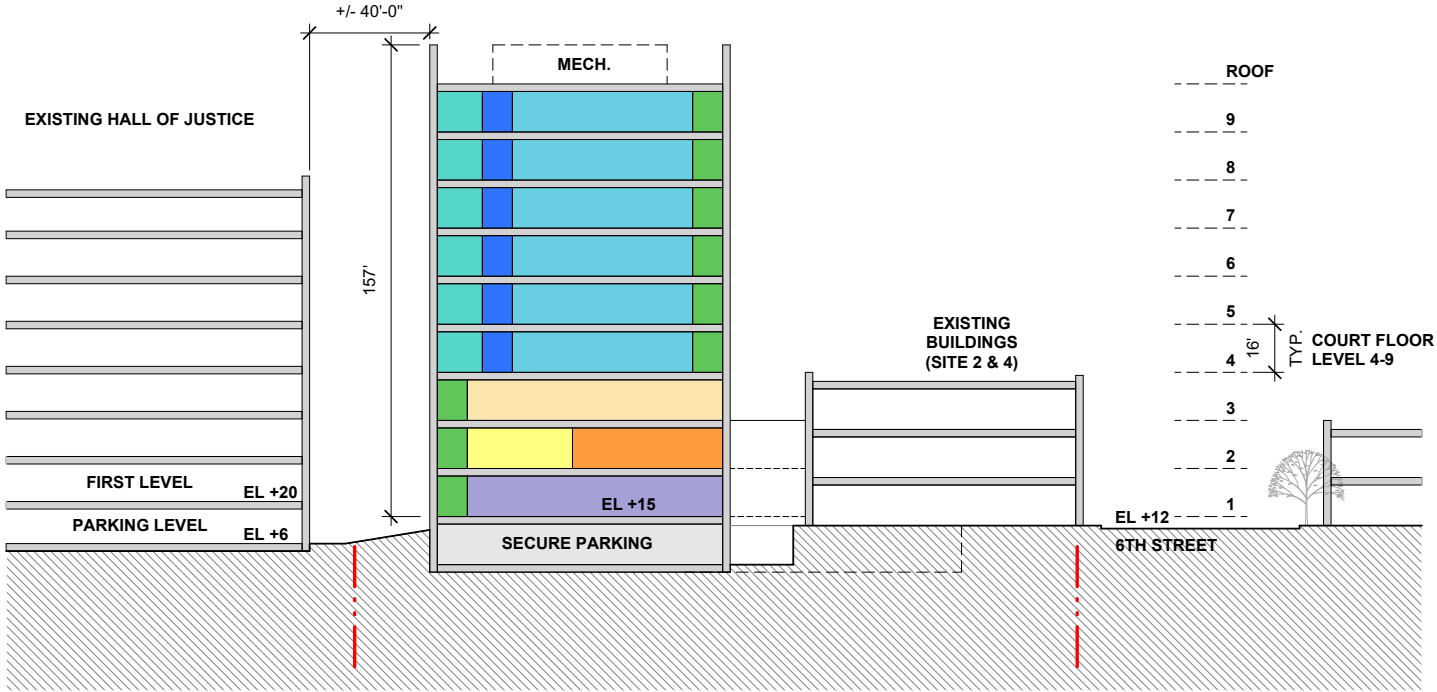 +/- 40'-0"
MECH.
ROOF
EXISTING HALL OF JUSTICE
9
8
7
6
157'
5
EXISTING
BUILDINGS
(SITE 2 & 4)
16'
TYP.
COURT FLOOR
LEVEL 4-9
4
3
2
FIRST LEVEL
EL +20
EL +15
1
PARKING LEVEL
EL +6
SECURE PARKING
EL +12
6TH STREET